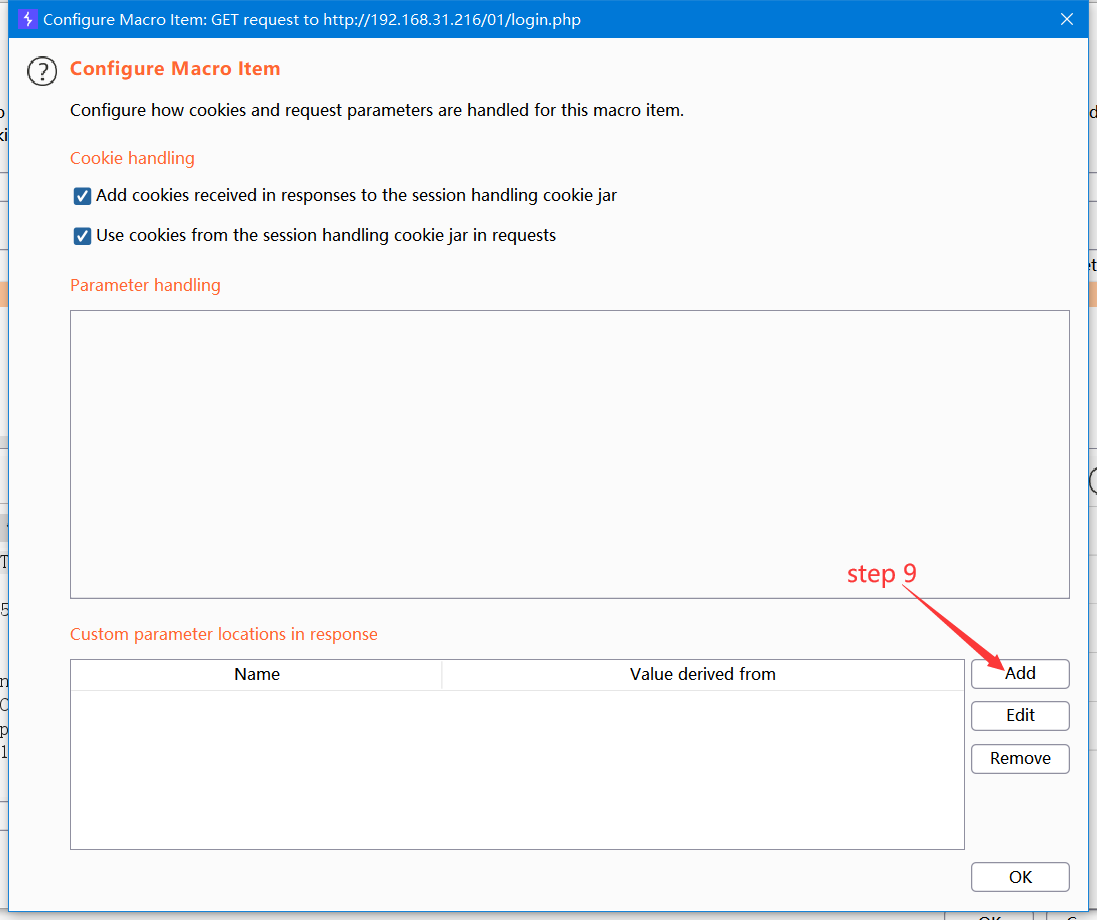 Configure Macro Item: GET request to http://192.168.31.216/01/login.php
Configure Macro Item
Configure how cookies and request parameters are handled for this macro item.
Cookie handling
Add cookies received in responses to the session handling cookie jar
Use cookies from the session handling cookie jar in requests
Parameter handling
step 9
Custom parameter locations in response
Name Value derived from
Add
Edit
Remove
OK